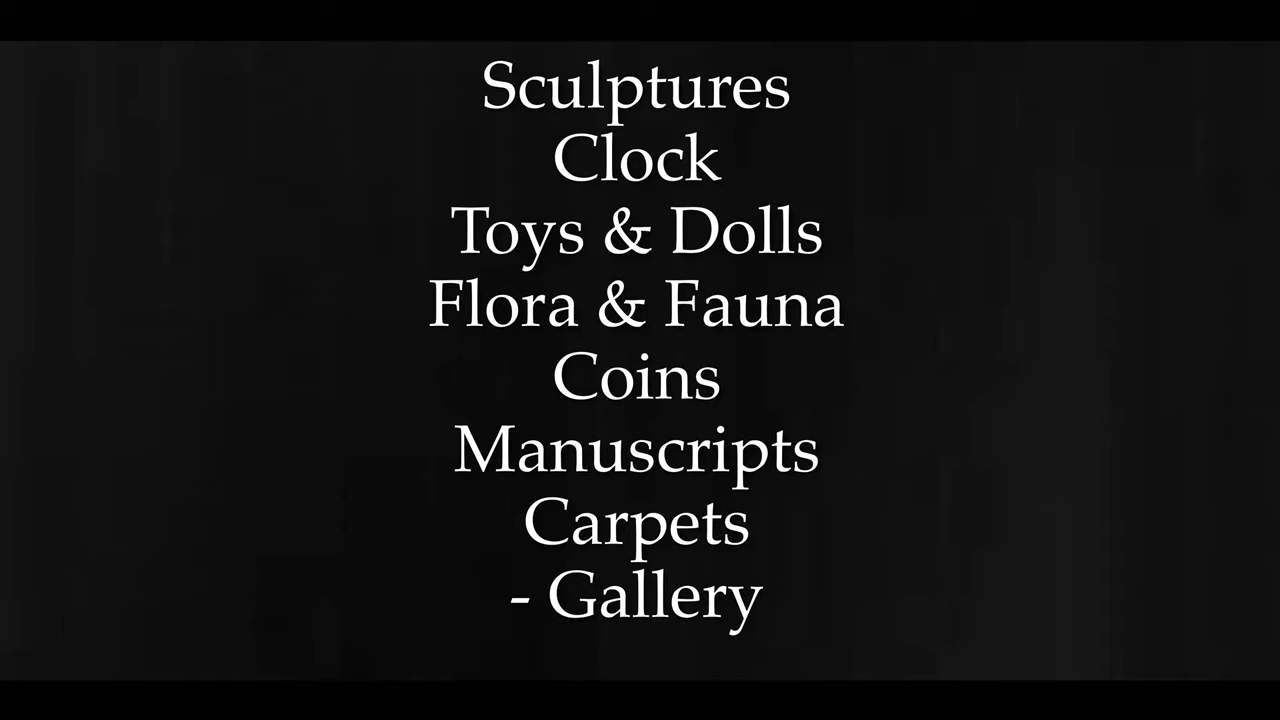 Sculptures
Clock
Toys & Dolls
Flora & Fauna
Coins
Manuscripts
Carpets
- Gallery